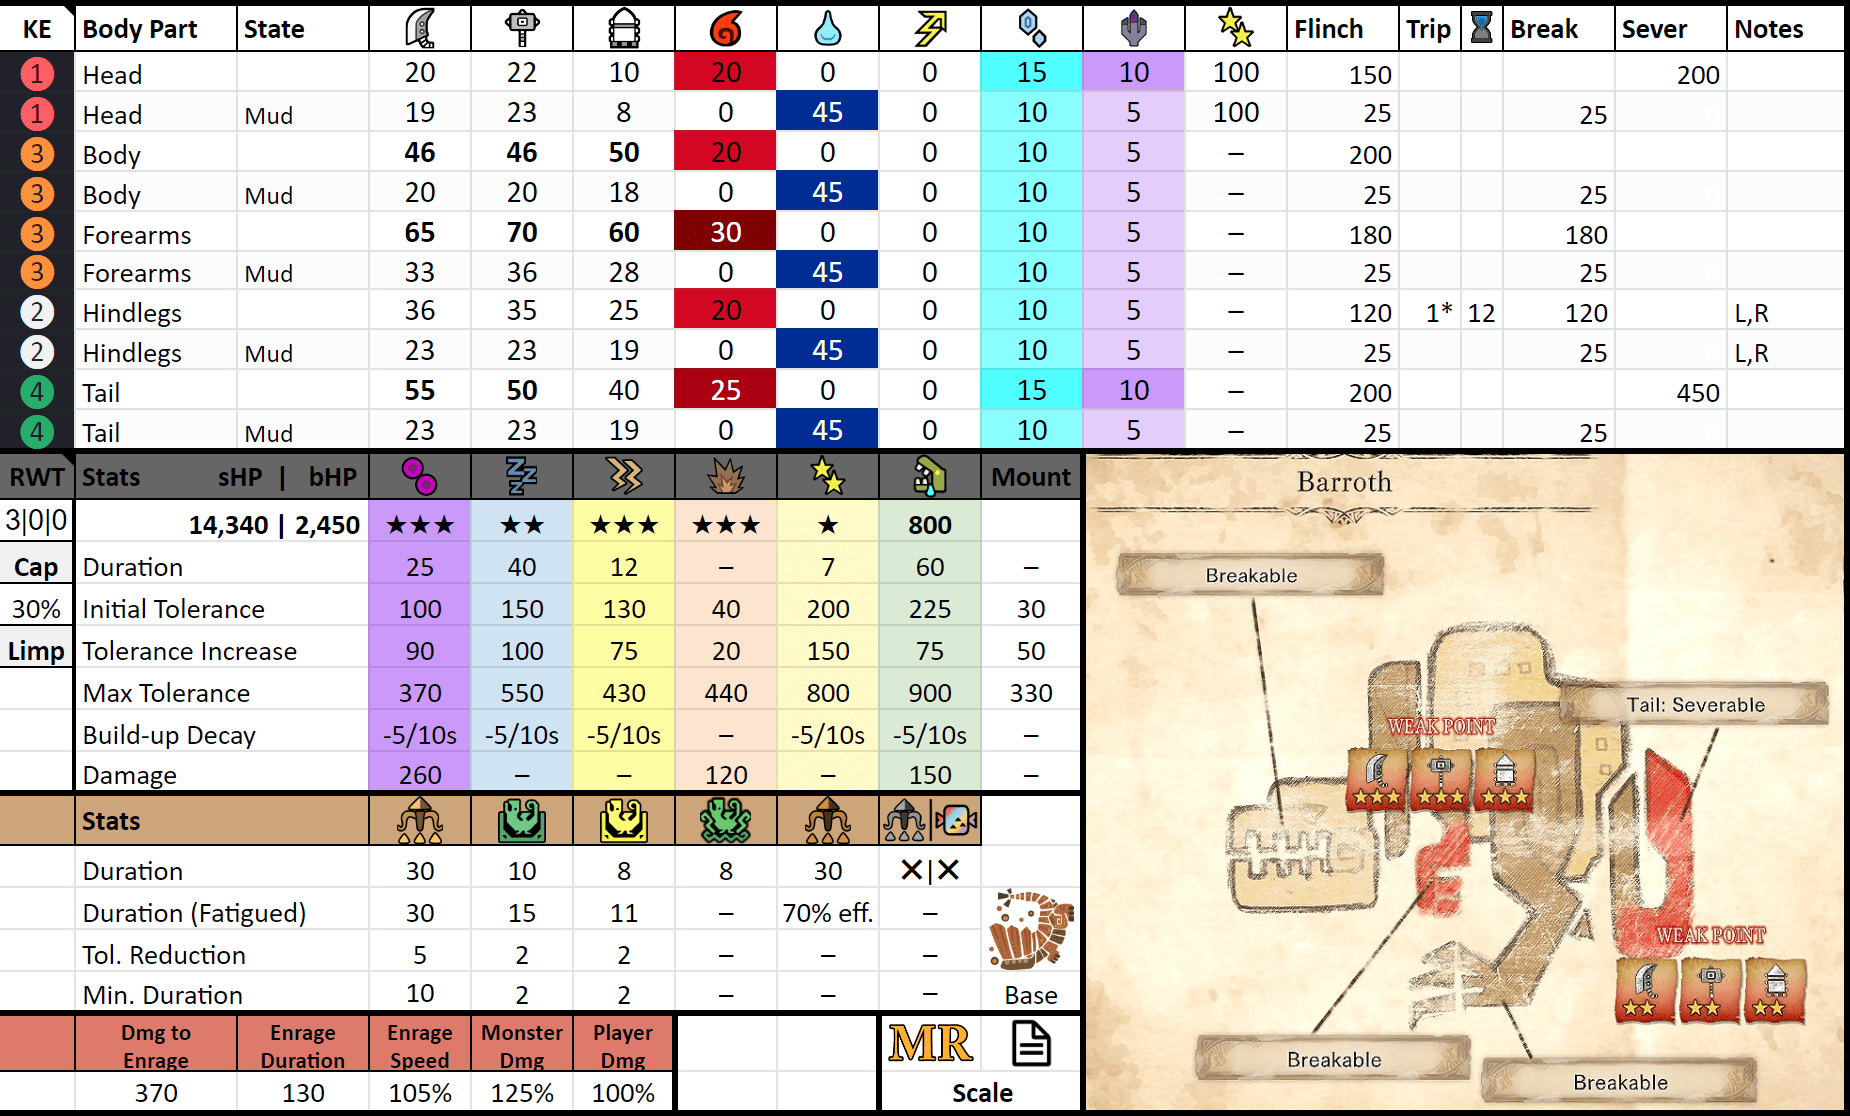 KE Body Part State Flinch Trip Break Sever Notes
1 Head 20 22 10 20 0 0 15 10 100 150 200
1 Head Mud 19 23 8 0 45 0 10 5 100 25 25
3 Body 46 46 50 20 0 0 10 5 – 200
3 Body Mud 20 20 18 0 45 0 10 5 – 25 25
3 Forearms 65 70 60 30 0 0 10 5 – 180 180
3 Forearms Mud 33 36 28 0 45 0 10 5 – 25 25
2 Hindlegs 36 35 25 20 0 0 10 5 – 120 1* 12 120 L,R
2 Hindlegs Mud 23 23 19 0 45 0 10 5 – 25 25 L,R
4 Tail 55 50 40 25 0 0 15 10 – 200 450
4 Tail Mud 23 23 19 0 45 0 10 5 – 25 25
RWT Stats sHP | bHP Mount
3|0|0 14,340 | 2,450 ★★★ ★★ ★★★ ★★★ ★ 800
Cap Duration 25 40 12 – 7 60 –
30% Initial Tolerance 100 150 130 40 200 225 30
Limp Tolerance Increase 90 100 75 20 150 75 50
Max Tolerance 370 550 430 440 800 900 330
Build-up Decay -5/10s -5/10s -5/10s – -5/10s -5/10s –
Damage 260 – – 120 – 150 –
Stats
Duration 30 10 8 8 30 ✕|✕
Duration (Fatigued) 30 15 11 – 70% eff. –
Tol. Reduction 5 2 2 – – –
Min. Duration 10 2 2 – – – Base
Dmg to Enrage Enrage Duration Enrage Speed Monster Dmg Player Dmg MR
370 130 105% 125% 100% Scale
Barroth
Breakable
Tail: Severable
WEAK POINT
WEAK POINT
Breakable
Breakable